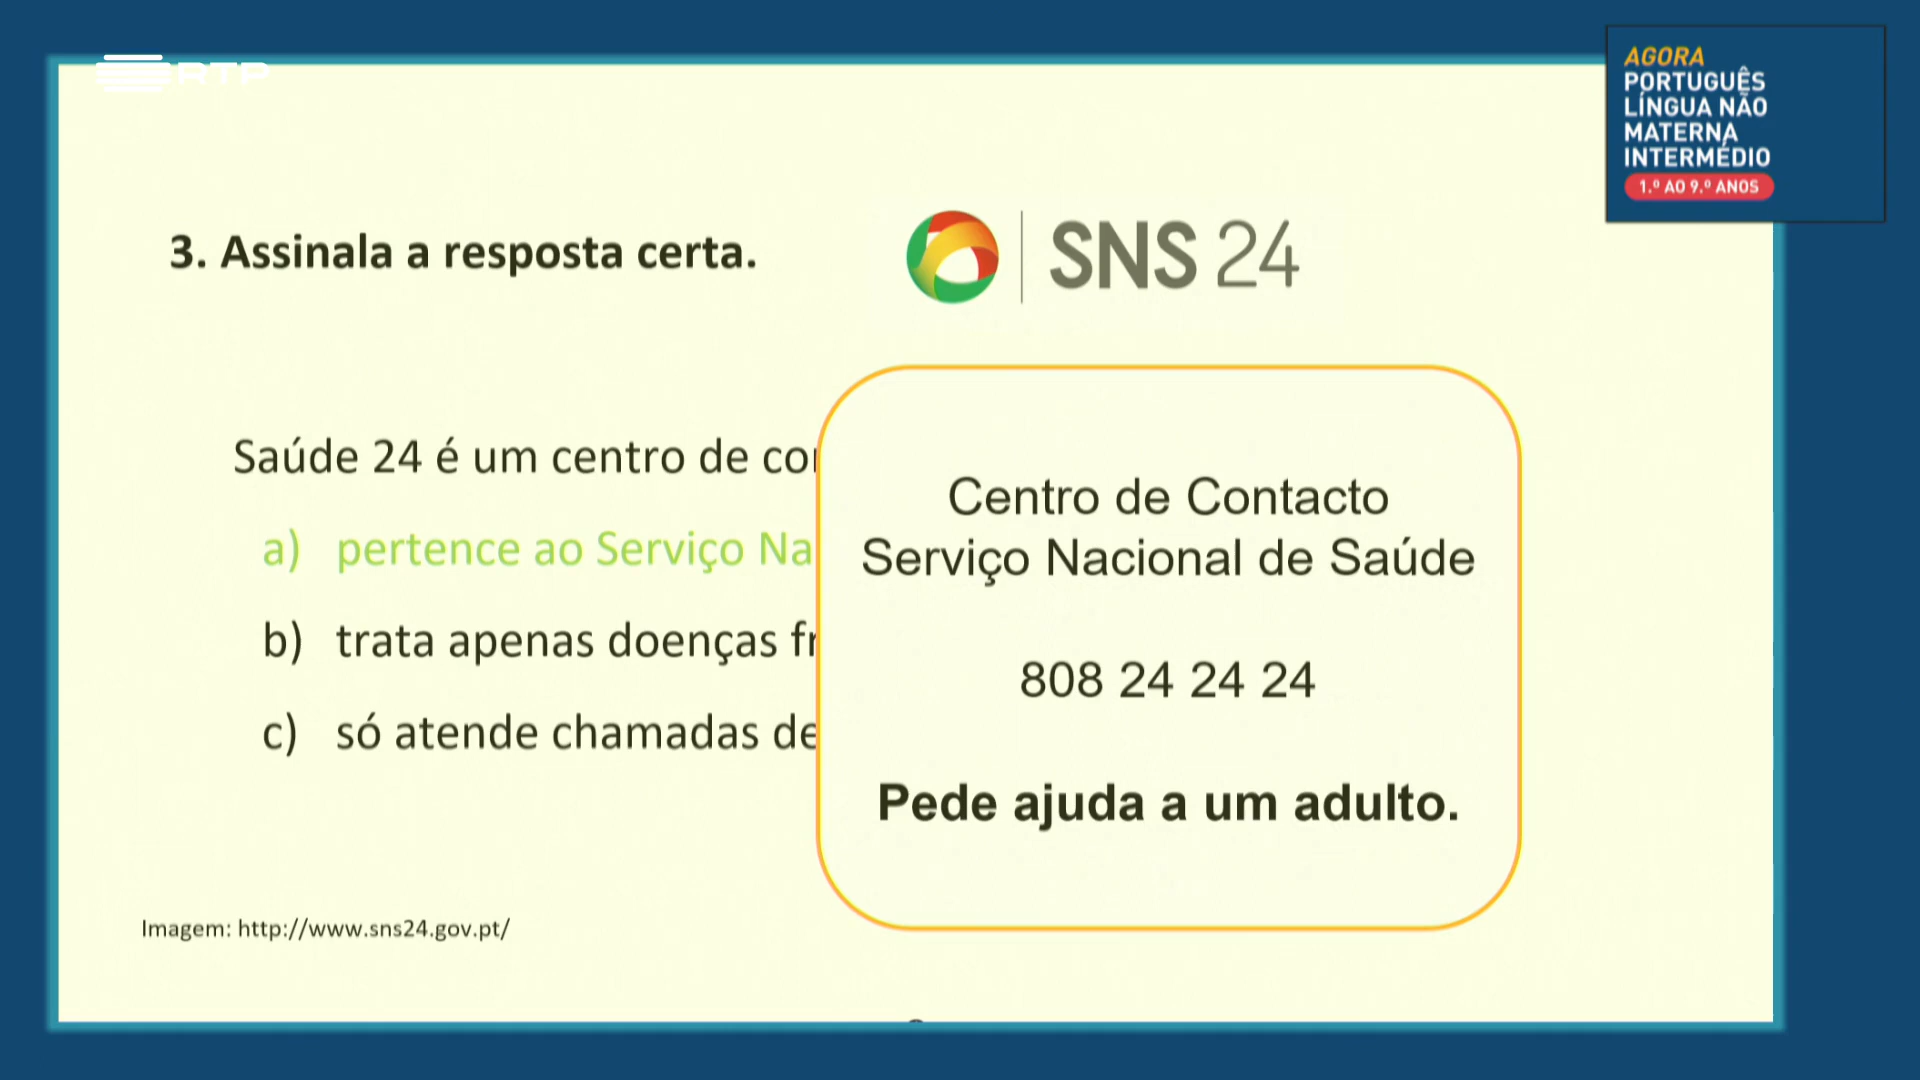 RTP
AGORA
PORTUGUÊS
LÍNGUA NÃO
MATERNA
INTERMÉDIO
1.º AO 9.º ANOS
3. Assinala a resposta certa.
SNS 24
Saúde 24 é um centro de
a) pertence ao Serviço
b) trata apenas doenças
c) só atende chamadas de
Centro de Contacto
Serviço Nacional de Saúde
808 24 24 24
Pede ajuda a um adulto.
Imagem: http://www.sns24.gov.pt/